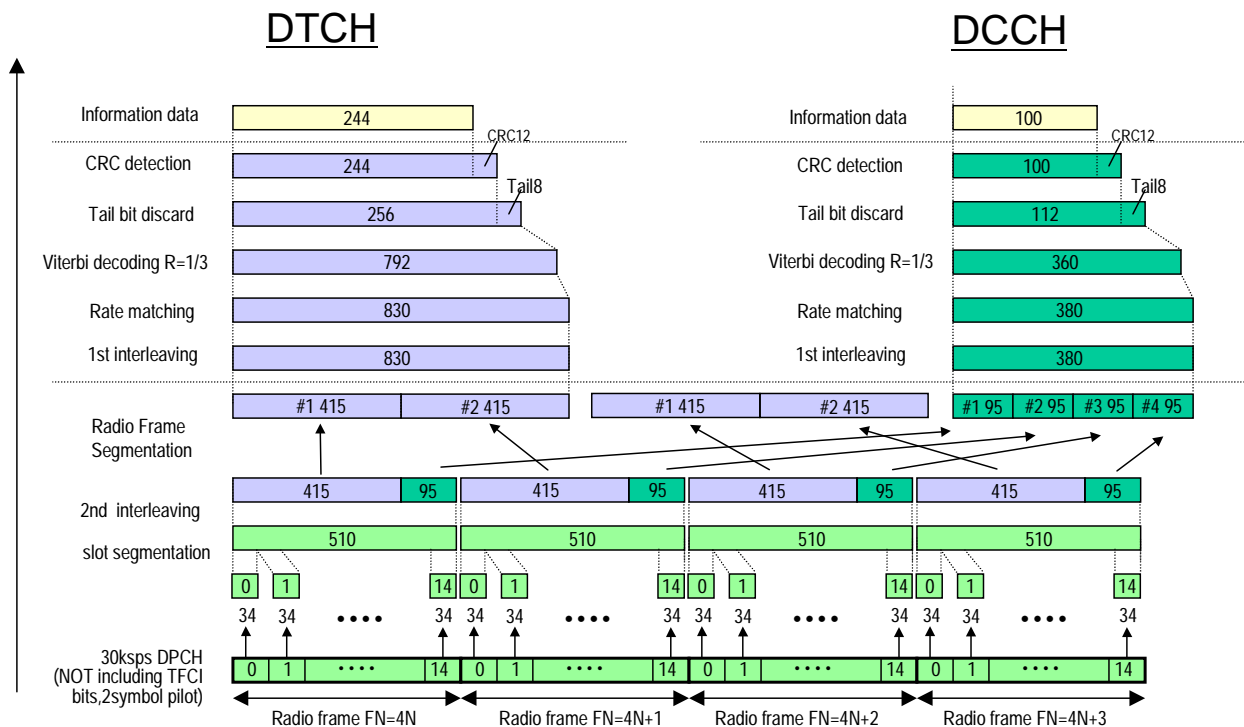 DTCH DCCH
Information data 244 Information data 100
CRC12 CRC12
CRC detection 244 CRC detection 100
Tail8 Tail8
Tail bit discard 256 Tail bit discard 112
Viterbi decoding R=1/3 792 Viterbi decoding R=1/3 360
Rate matching 830 Rate matching 380
1st interleaving 830 1st interleaving 380
#1 415 #2 415 #1 415 #2 415 #1 95 #2 95 #3 95 #4 95
Radio Frame
Segmentation
415 95 415 95 415 95 415 95
2nd interleaving
slot segmentation 510 510 510 510
0 1 14 0 1 14 0 1 14 0 1 14
34 34 •••• 34 34 34 •••• 34 34 34 •••• 34 34 34 •••• 34
30ksps DPCH
(NOT including TFCI
bits,2symbol pilot)
0 1 •••• 14 0 1 •••• 14 0 1 •••• 14 0 1 •••• 14
Radio frame FN=4N Radio frame FN=4N+1 Radio frame FN=4N+2 Radio frame FN=4N+3